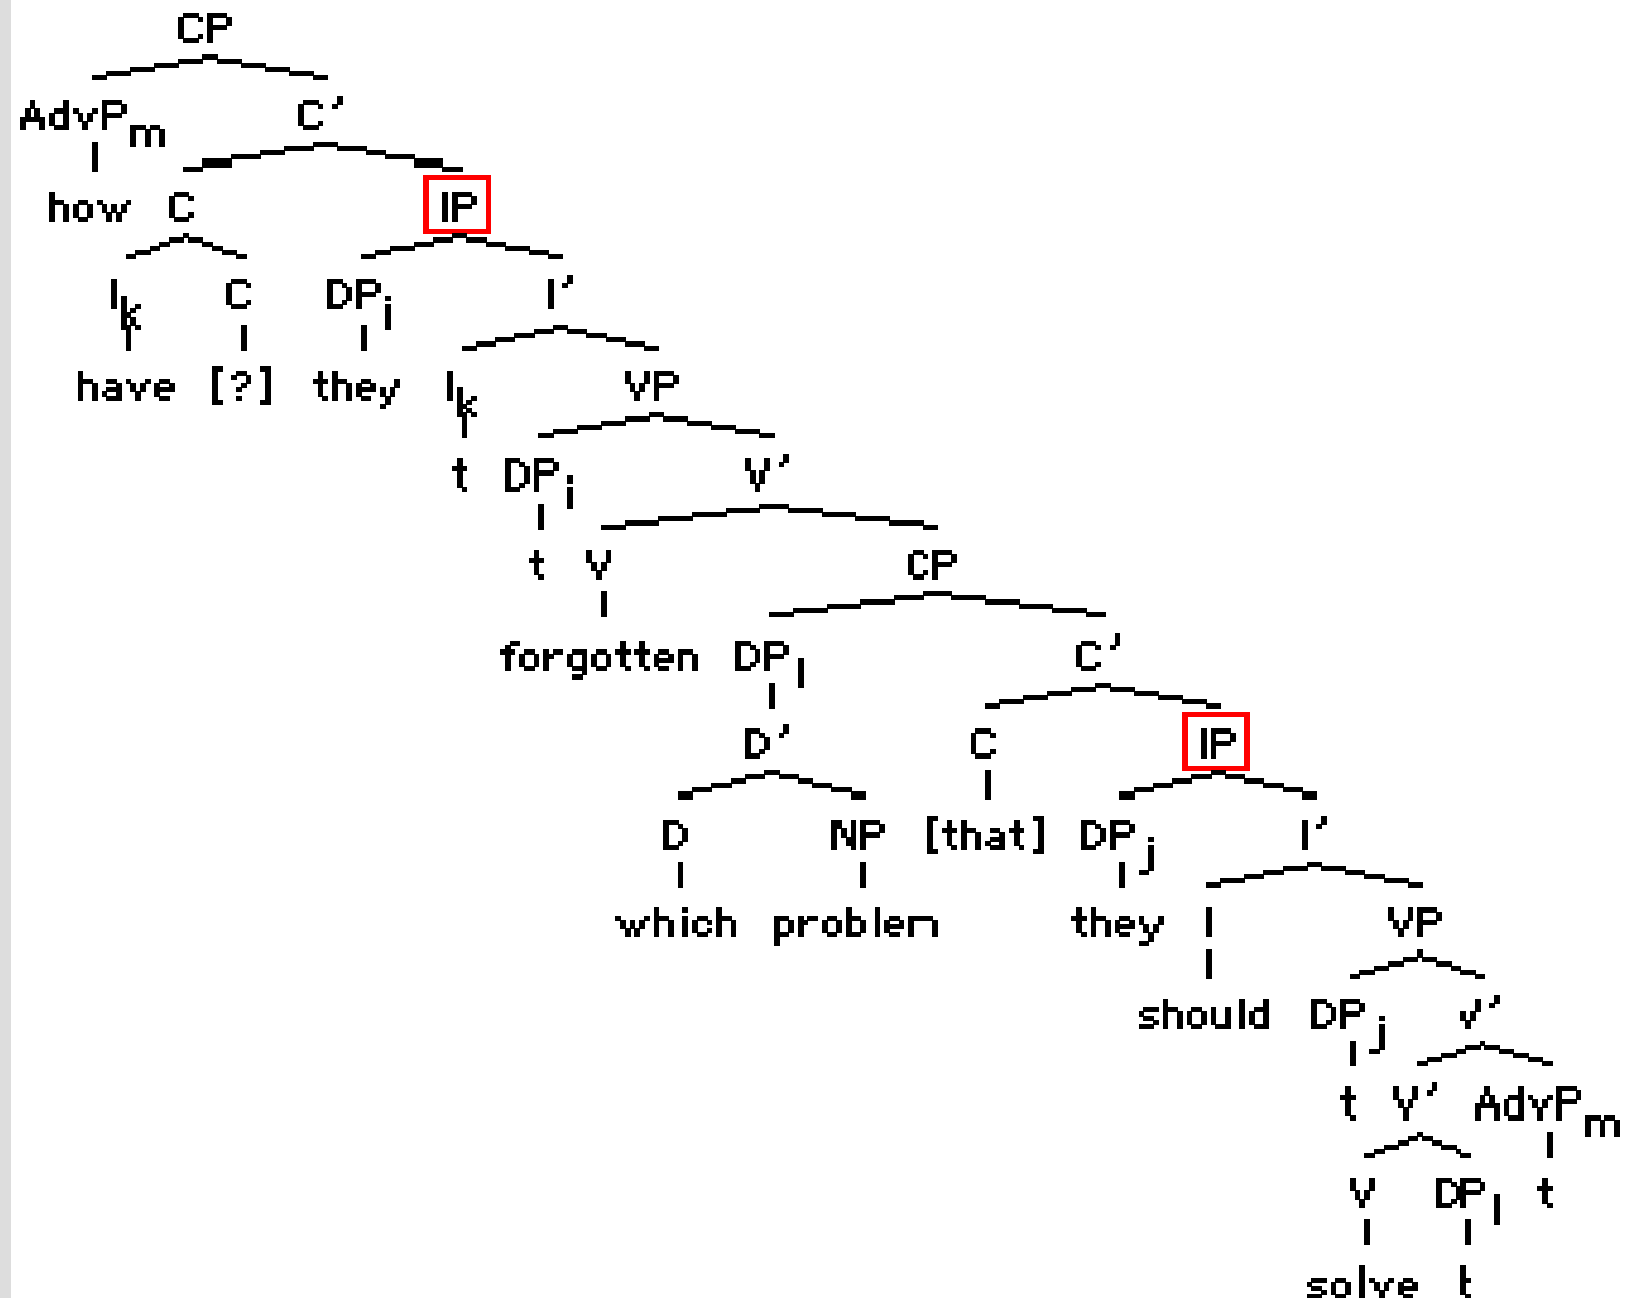 CP
AdvPm C'
how C IP
Ik C DPi I'
have [?] they Ik VP
t DPi V'
t V CP
forgotten DPl C'
D' C IP
D NP [that] DPj I'
which problem they I VP
should DPj V'
t V' AdvPm
V DPl t
solve t